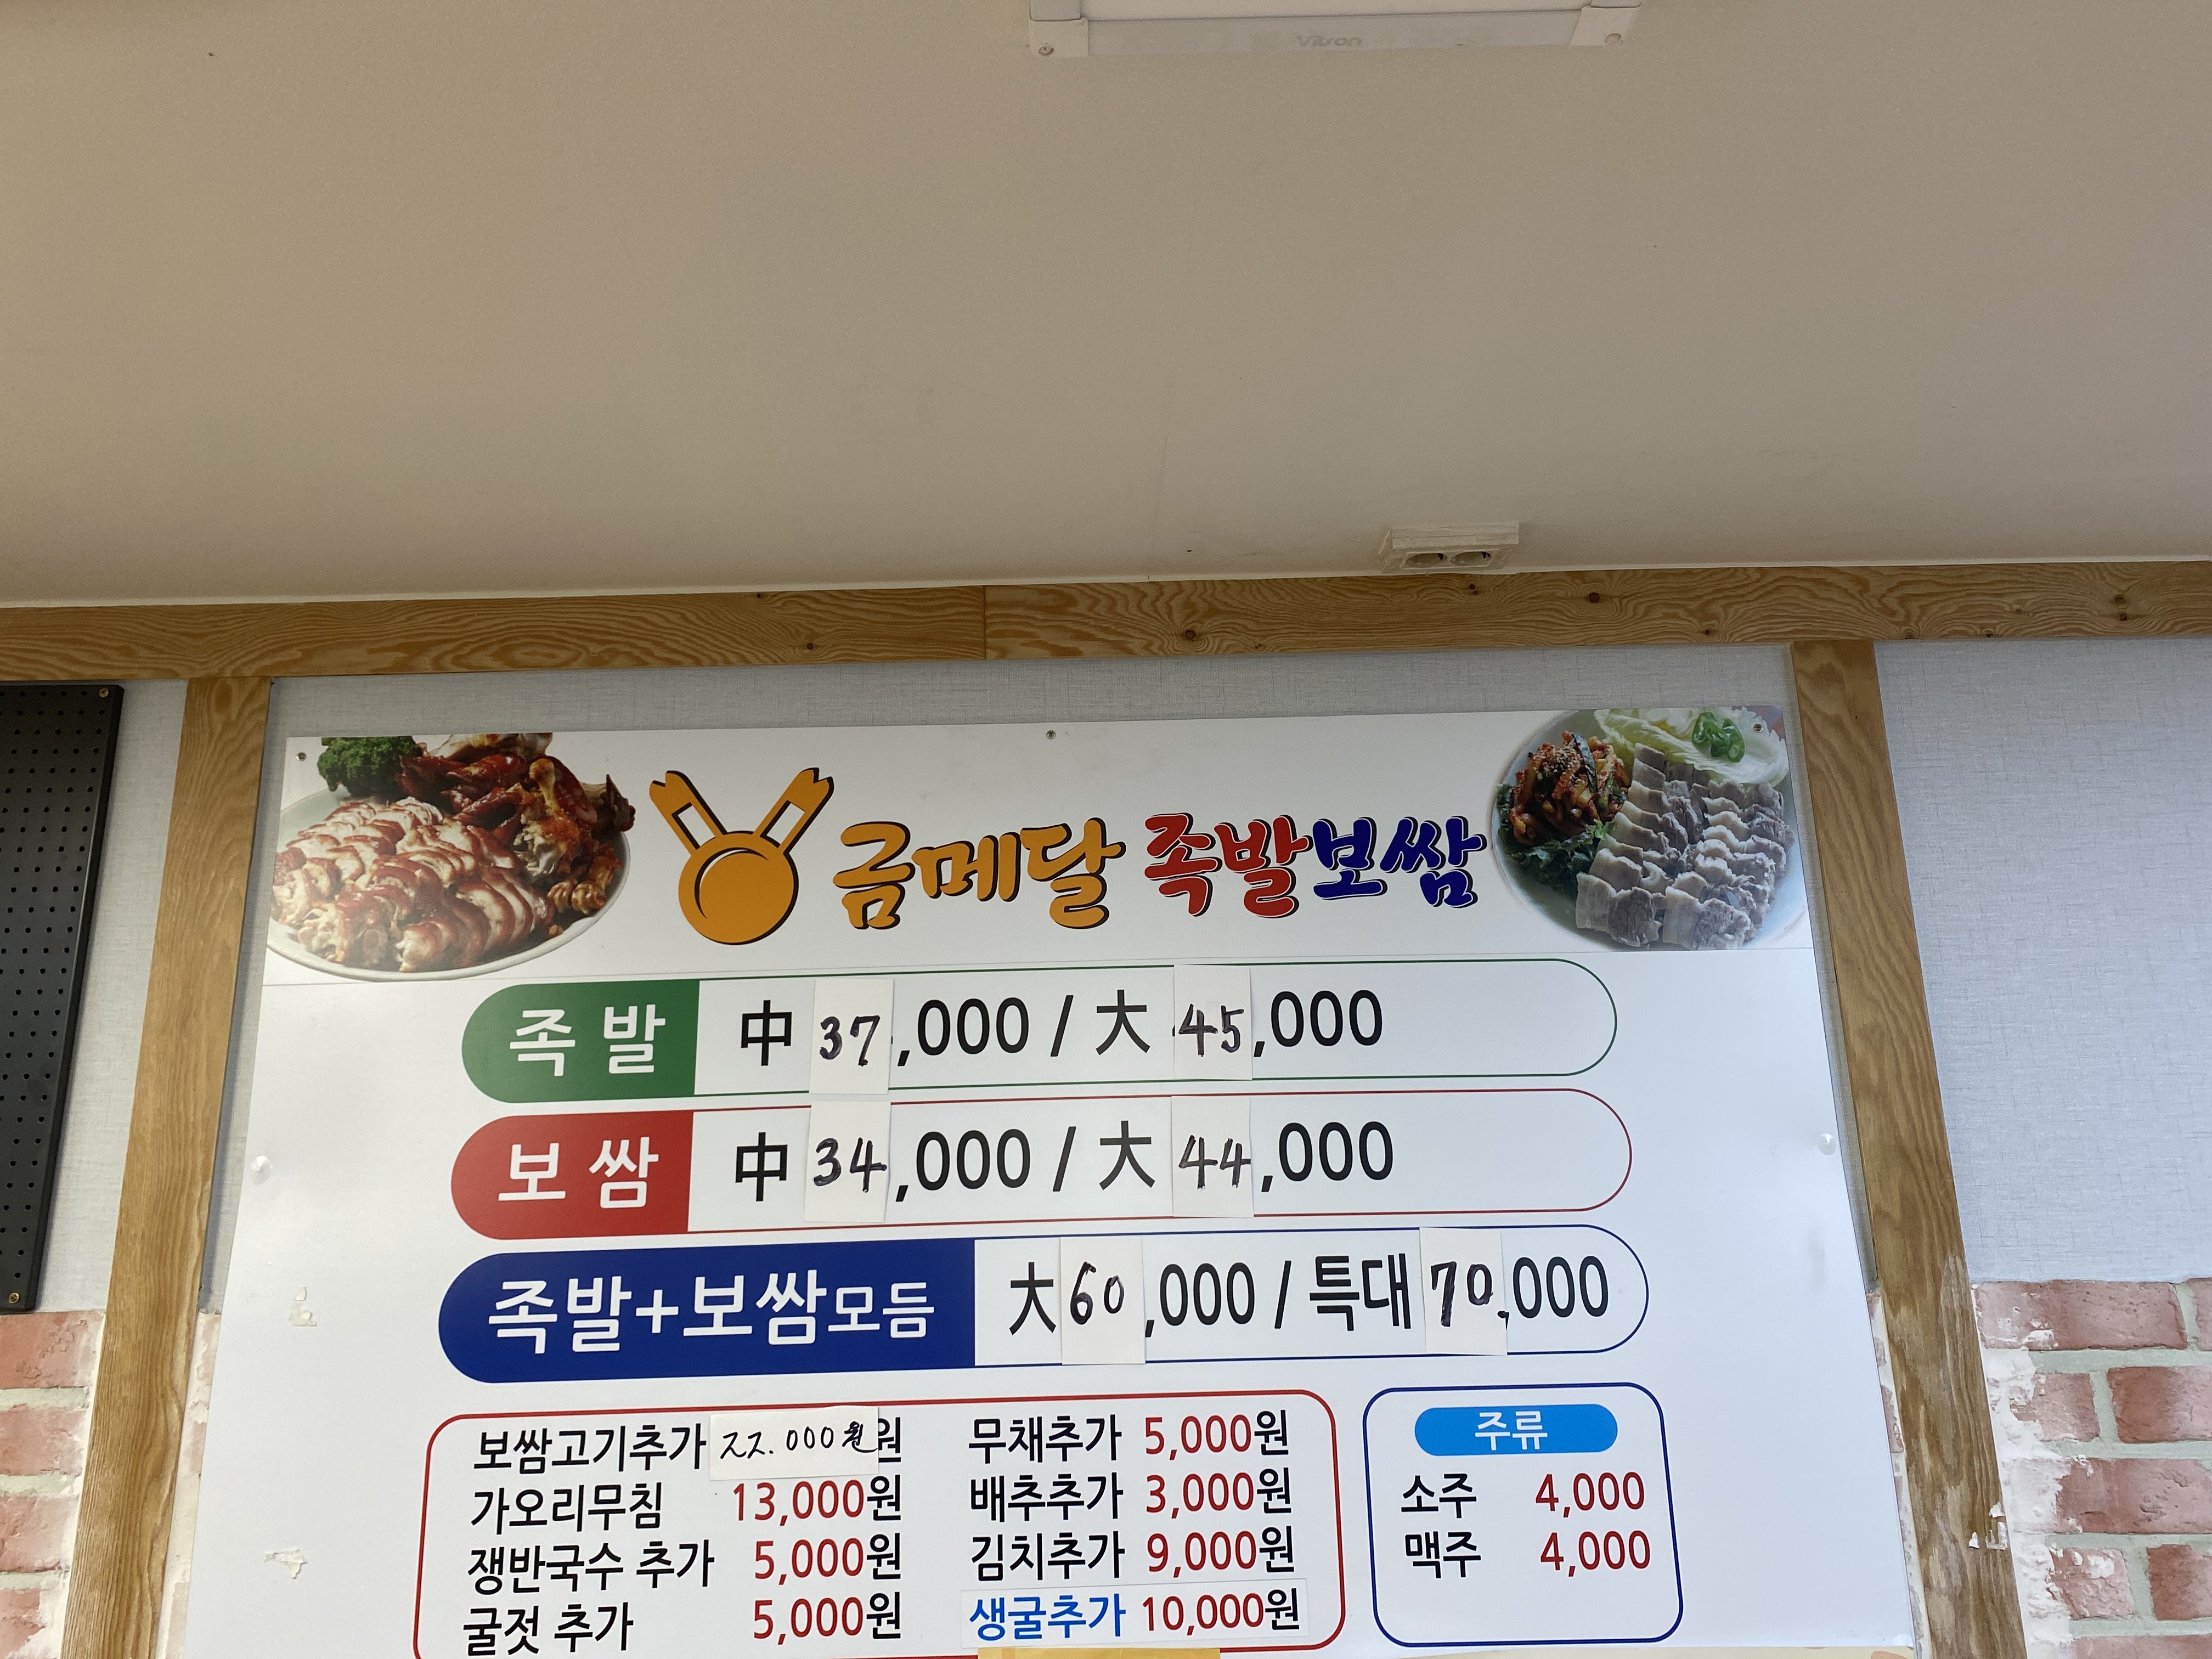 Vitson
금메달 족발보쌈
족발 中 37,000 / 大 45,000
보쌈 中 34,000 / 大 44,000
족발+보쌈모듬 大 60,000 / 특대 70,000
보쌈고기추가 22.000원원
가오리무침 13,000원
쟁반국수 추가 5,000원
굴젓 추가 5,000원
무채추가 5,000원
배추추가 3,000원
김치추가 9,000원
생굴추가 10,000원
주류
소주 4,000
맥주 4,000